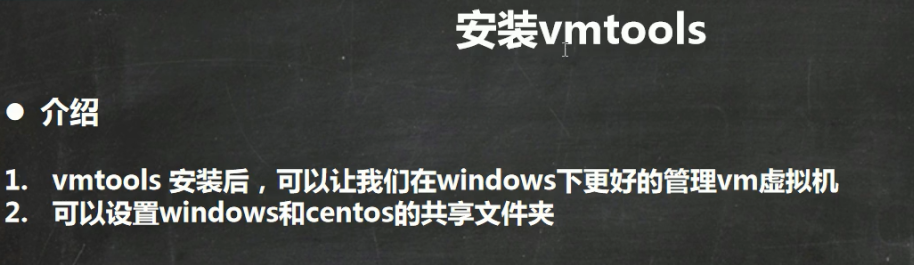 安装vmtools
● 介绍
1. vmtools 安装后，可以让我们在windows下更好的管理vm虚拟机
2. 可以设置windows和centos的共享文件夹